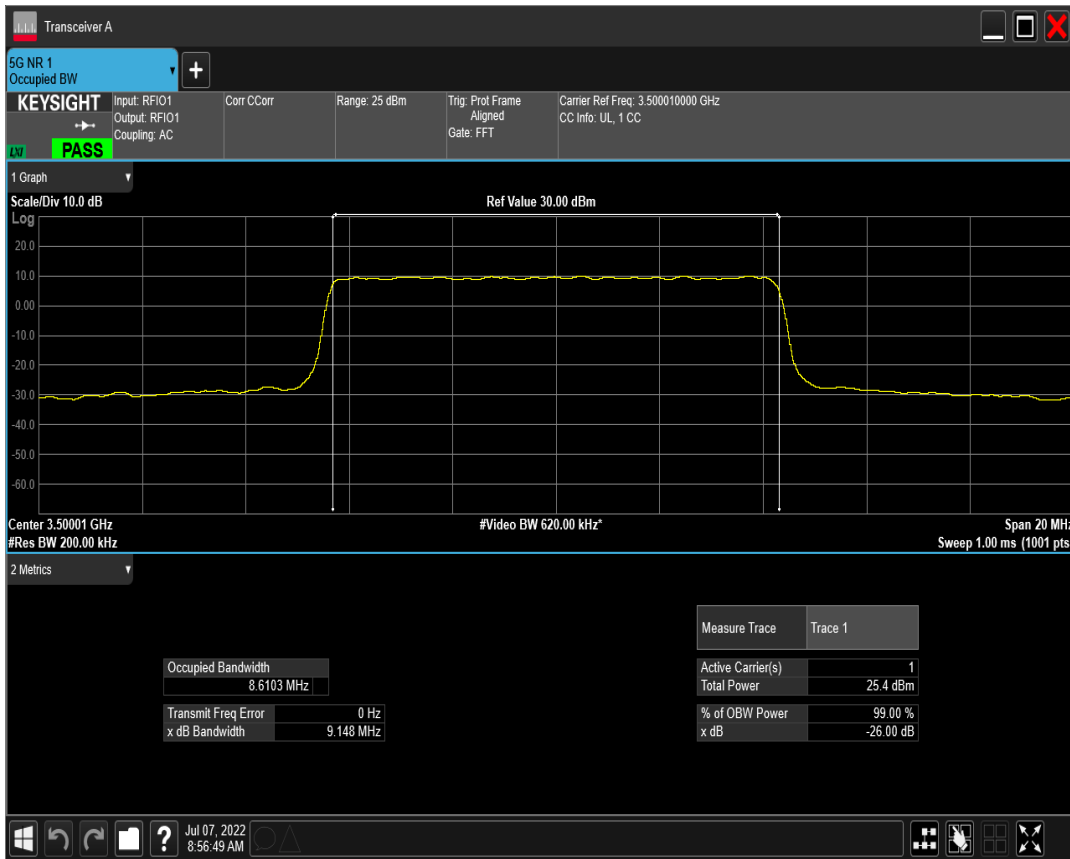 Transceiver A
5G NR 1
Occupied BW
KEYSIGHT
Input: RFIO1
Output: RFIO1
Coupling: AC
Corr CCorr
Range: 25 dBm
Trig: Prot Frame
Aligned
Gate: FFT
Carrier Ref Freq: 3.500010000 GHz
CC Info: UL, 1 CC
LXI
PASS
1 Graph
Scale/Div 10.0 dB
Ref Value 30.00 dBm
Log
20.0
10.0
0.00
-10.0
-20.0
-30.0
-40.0
-50.0
-60.0
Center 3.50001 GHz
#Video BW 620.00 kHz*
Span 20 MHz
#Res BW 200.00 kHz
Sweep 1.00 ms (1001 pts
2 Metrics
Measure Trace Trace 1
Occupied Bandwidth
8.6103 MHz
Active Carrier(s) 1
Total Power 25.4 dBm
Transmit Freq Error 0 Hz
x dB Bandwidth 9.148 MHz
% of OBW Power 99.00 %
x dB -26.00 dB
Jul 07, 2022
8:56:49 AM